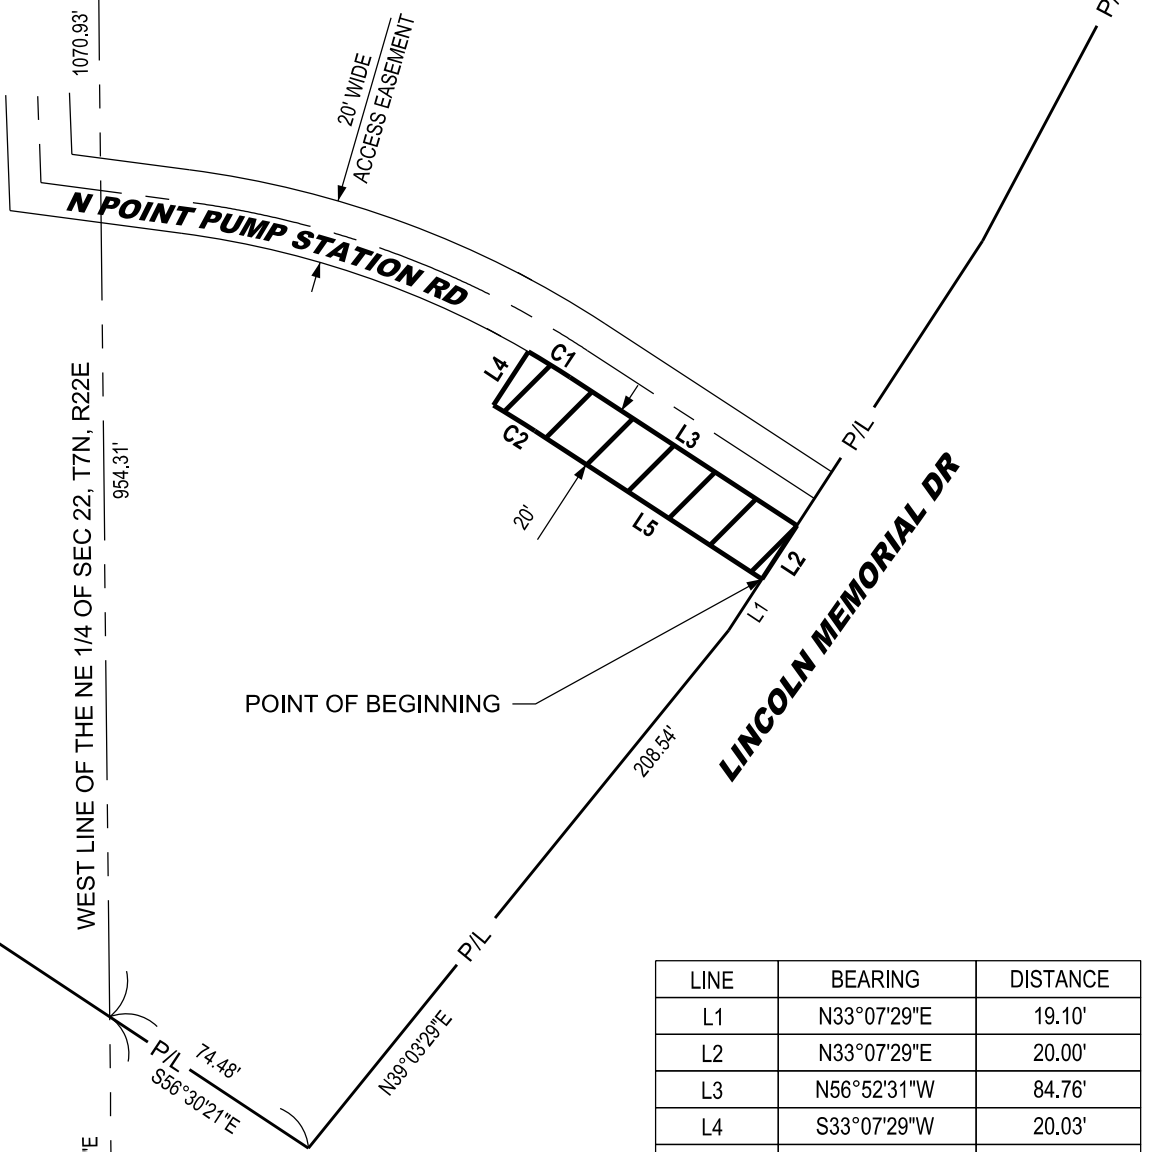 P/
1070.93'
20' WIDE
ACCESS EASEMENT
N POINT PUMP STATION RD
L4
C1
C2
L3
20'
L5
L2
L1
P/L
LINCOLN MEMORIAL DR
WEST LINE OF THE NE 1/4 OF SEC 22, T7N, R22E
954.31'
POINT OF BEGINNING
208.54'
P/L
N39°03'29"E
P/L
74.48'
S56°30'21"E
"E
LINE BEARING DISTANCE
L1 N33°07'29"E 19.10'
L2 N33°07'29"E 20.00'
L3 N56°52'31"W 84.76'
L4 S33°07'29"W 20.03'